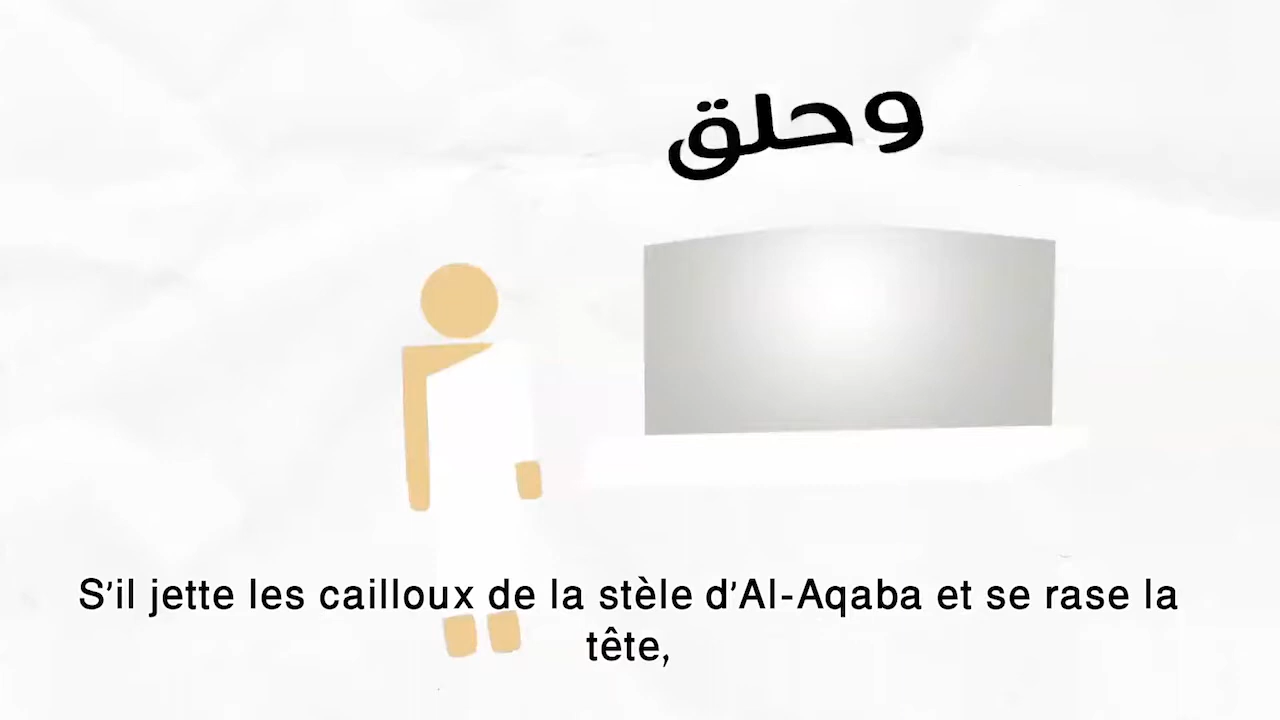 وحلق
S'il jette les cailloux de la stèle d'Al-Aqaba et se rase la
tête,